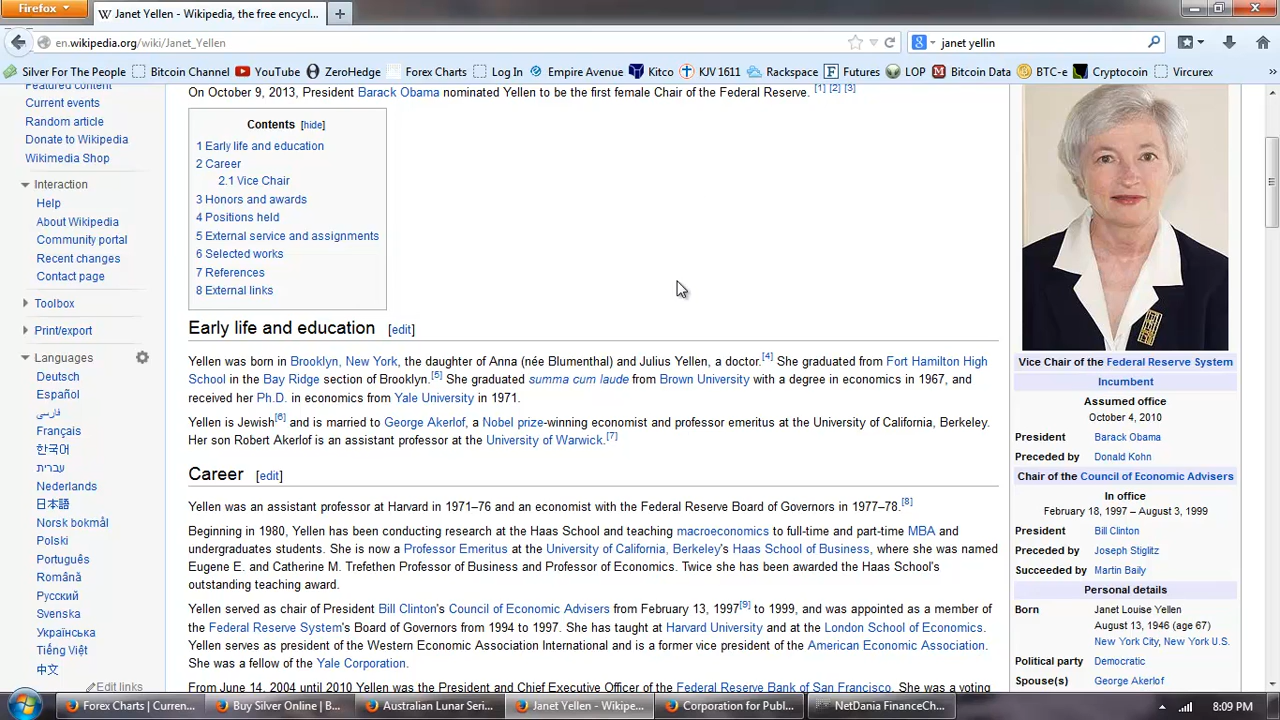 Firefox
Janet Yellen - Wikipedia, the free encycl...
en.wikipedia.org/wiki/Janet_Yellen
janet yellin
Silver For The People
Bitcoin Channel
YouTube
ZeroHedge
Forex Charts
Log In
Empire Avenue
Kitco
KJV 1611
Rackspace
Futures
LOP
Bitcoin Data
BTC-e
Cryptocoin
Vircurex
»
Featured content
Current events
Random article
Donate to Wikipedia
Wikimedia Shop
Interaction
Help
About Wikipedia
Community portal
Recent changes
Contact page
Toolbox
Print/export
Languages
Deutsch
Español
فارسی
Français
한국어
עברית
Nederlands
日本語
Norsk bokmål
Polski
Português
Română
Русский
Svenska
Українська
Tiếng Việt
中文
Edit links
On October 9, 2013, President Barack Obama nominated Yellen to be the first female Chair of the Federal Reserve. [1] [2] [3]
Contents [hide]
1 Early life and education
2 Career
2.1 Vice Chair
3 Honors and awards
4 Positions held
5 External service and assignments
6 Selected works
7 References
8 External links
Early life and education [edit]
Yellen was born in Brooklyn, New York, the daughter of Anna (née Blumenthal) and Julius Yellen, a doctor.[4] She graduated from Fort Hamilton High
School in the Bay Ridge section of Brooklyn.[5] She graduated summa cum laude from Brown University with a degree in economics in 1967, and
received her Ph.D. in economics from Yale University in 1971.
Yellen is Jewish[6] and is married to George Akerlof, a Nobel prize-winning economist and professor emeritus at the University of California, Berkeley.
Her son Robert Akerlof is an assistant professor at the University of Warwick.[7]
Career [edit]
Yellen was an assistant professor at Harvard in 1971–76 and an economist with the Federal Reserve Board of Governors in 1977–78.[8]
Beginning in 1980, Yellen has been conducting research at the Haas School and teaching macroeconomics to full-time and part-time MBA and
undergraduates students. She is now a Professor Emeritus at the University of California, Berkeley's Haas School of Business, where she was named
Eugene E. and Catherine M. Trefethen Professor of Business and Professor of Economics. Twice she has been awarded the Haas School's
outstanding teaching award.
Yellen served as chair of President Bill Clinton's Council of Economic Advisers from February 13, 1997[9] to 1999, and was appointed as a member of
the Federal Reserve System's Board of Governors from 1994 to 1997. She has taught at Harvard University and at the London School of Economics.
Yellen serves as president of the Western Economic Association International and is a former vice president of the American Economic Association.
She was a fellow of the Yale Corporation.
From June 14, 2004 until 2010 Yellen was the President and Chief Executive Officer of the Federal Reserve Bank of San Francisco. She was a voting
Vice Chair of the Federal Reserve System
Incumbent
Assumed office
October 4, 2010
President Barack Obama
Preceded by Donald Kohn
Chair of the Council of Economic Advisers
In office
February 18, 1997 – August 3, 1999
President Bill Clinton
Preceded by Joseph Stiglitz
Succeeded by Martin Baily
Personal details
Born Janet Louise Yellen
August 13, 1946 (age 67)
New York City, New York U.S.
Political party Democratic
Spouse(s) George Akerlof
Forex Charts | Curren...
Buy Silver Online | B...
Australian Lunar Seri...
Janet Yellen - Wikipe...
Corporation for Publ...
NetDania FinanceCh...
8:09 PM